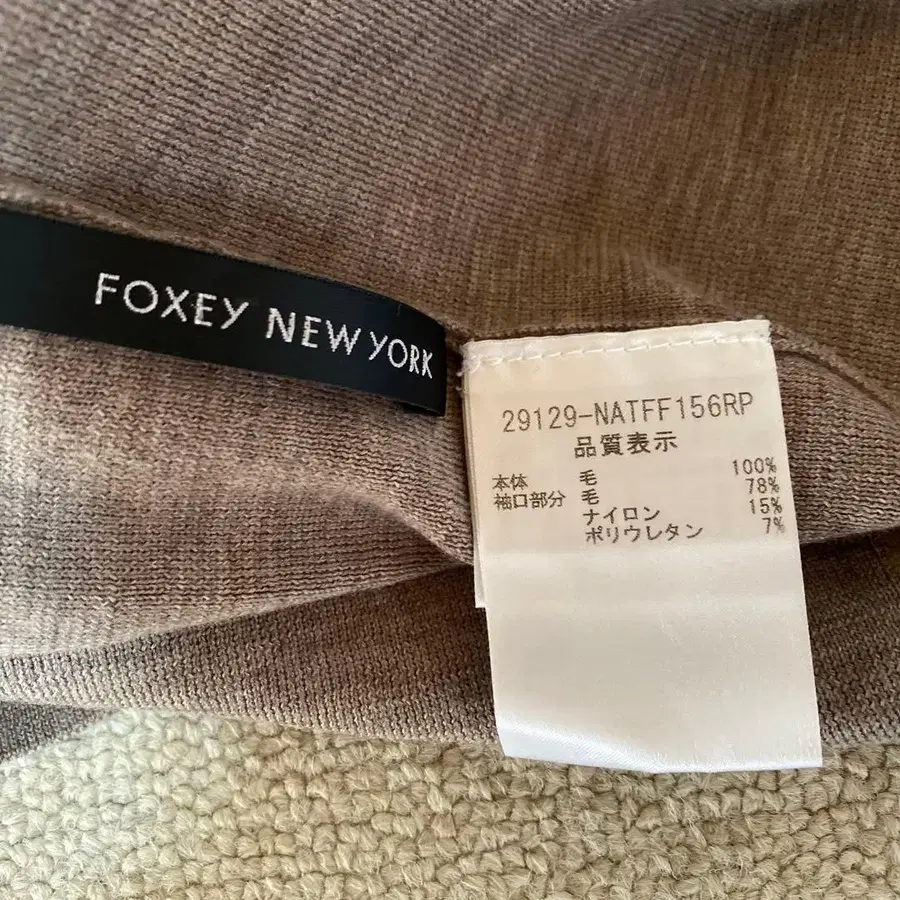 FOXEY NEW YORK
29129-NATFF156RP
品質表示
本体 毛 100%
袖口部分 毛 78%
ナイロン 15%
ポリウレタン 7%